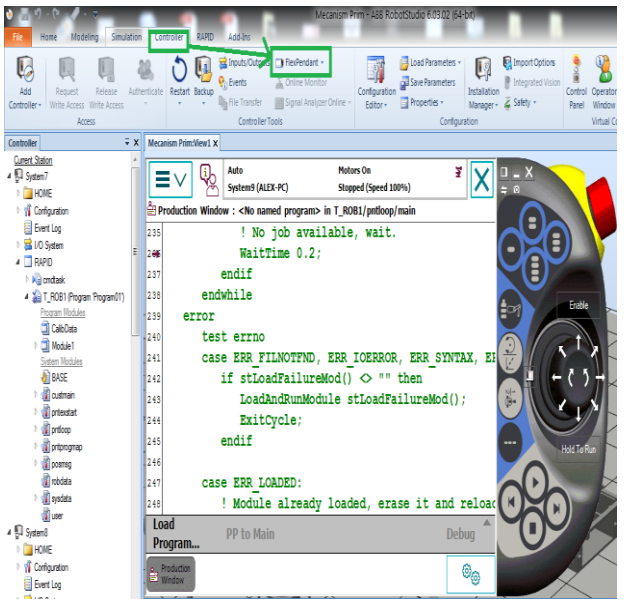 Mecanism Prim - ABB RobotStudio 6.03.02 (64-bit)
File Home Modeling Simulation Controller RAPID Add-Ins
Add Controller
Request Write Access
Release Write Access
Authenticate
Restart
Backup
Inputs/Outputs
Events
File Transfer
FlexPendant
Online Monitor
Signal Analyzer Online
Configuration Editor
Load Parameters
Save Parameters
Properties
Installation Manager
Import Options
Integrated Vision
Safety
Control Panel
Operator Window
Access
Controller Tools
Configuration
Virtual Co
Controller
Mecanism Prim:View1 X
Current Station
System7
HOME
Configuration
Event Log
I/O System
RAPID
cmdtask
T_ROB1 (Program 'Program01')
Program Modules
CalibData
Module1
System Modules
BASE
custmain
pntexatart
pntloop
pntprogmap
posmsg
robdata
sysdata
user
System8
HOME
Configuration
Event Log
Auto
System9 (ALEX-PC)
Motors On
Stopped (Speed 100%)
Production Window : <No named program> in T_ROB1/pntloop/main
235 ! No job available, wait.
WaitTime 0.2;
237 endif
238 endwhile
239 error
240 test errno
241 case ERR_FILNOTFND, ERR_IOERROR, ERR_SYNTAX, ER
242 if stLoadFailureMod() <> "" then
243 LoadAndRunModule stLoadFailureMod();
244 ExitCycle;
245 endif
246
247 case ERR_LOADED:
248 ! Module already loaded, erase it and reload
Load Program...
PP to Main
Debug
Production Window
Enable
Hold To Run